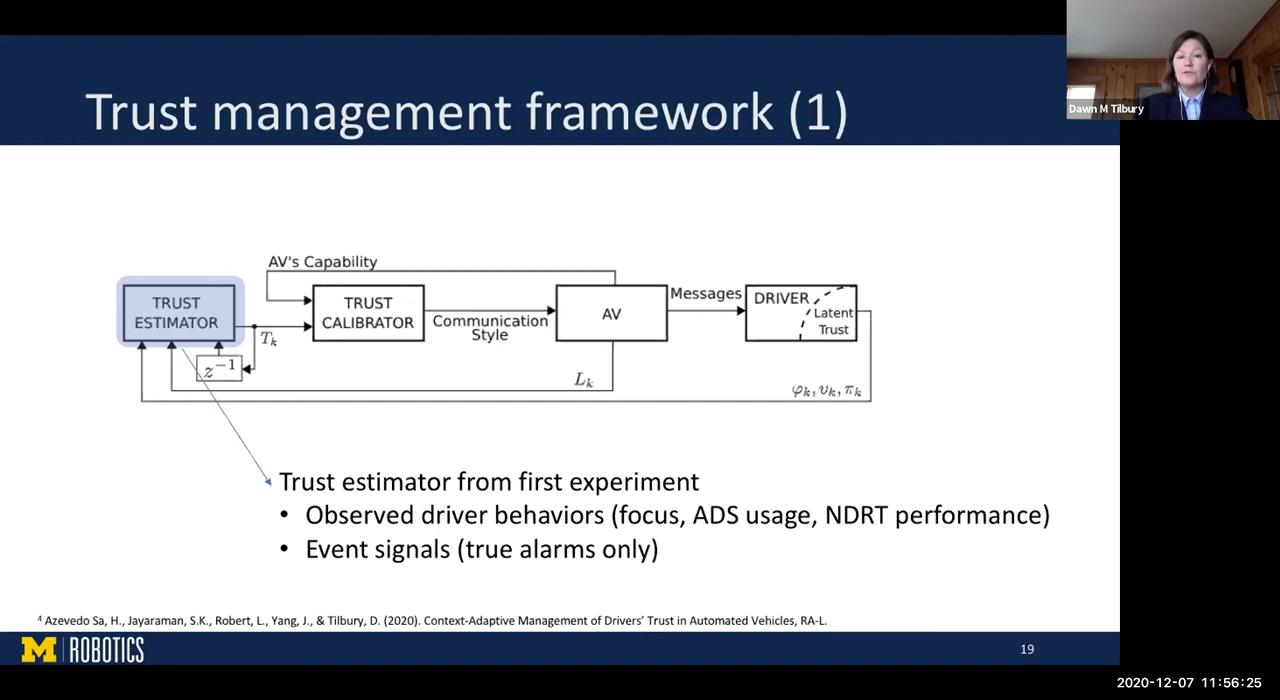 Trust management framework (1)
Dawn M Tilbury
AV's Capability
TRUST
ESTIMATOR
TRUST
CALIBRATOR
Communication
Style
AV
Messages
DRIVER
Latent
Trust
Tₖ
z⁻¹
Lₖ
φₖ, υₖ, πₖ
Trust estimator from first experiment
• Observed driver behaviors (focus, ADS usage, NDRT performance)
• Event signals (true alarms only)
⁴ Azevedo Sa, H., Jayaraman, S.K., Robert, L., Yang, J., & Tilbury, D. (2020). Context-Adaptive Management of Drivers’ Trust in Automated Vehicles, RA-L.
M ROBOTICS
19
2020-12-07 11:56:25